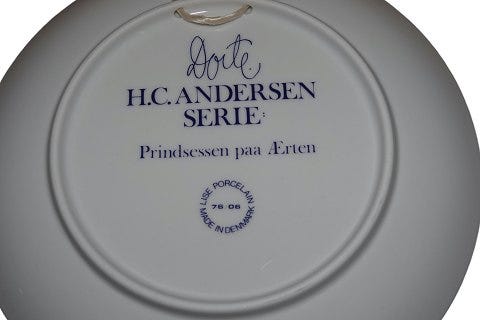 Dorte.
H.C. ANDERSEN
SERIE:
Prindsessen paa Ærten
LISE PORCELAIN
76-06
MADE IN DENMARK